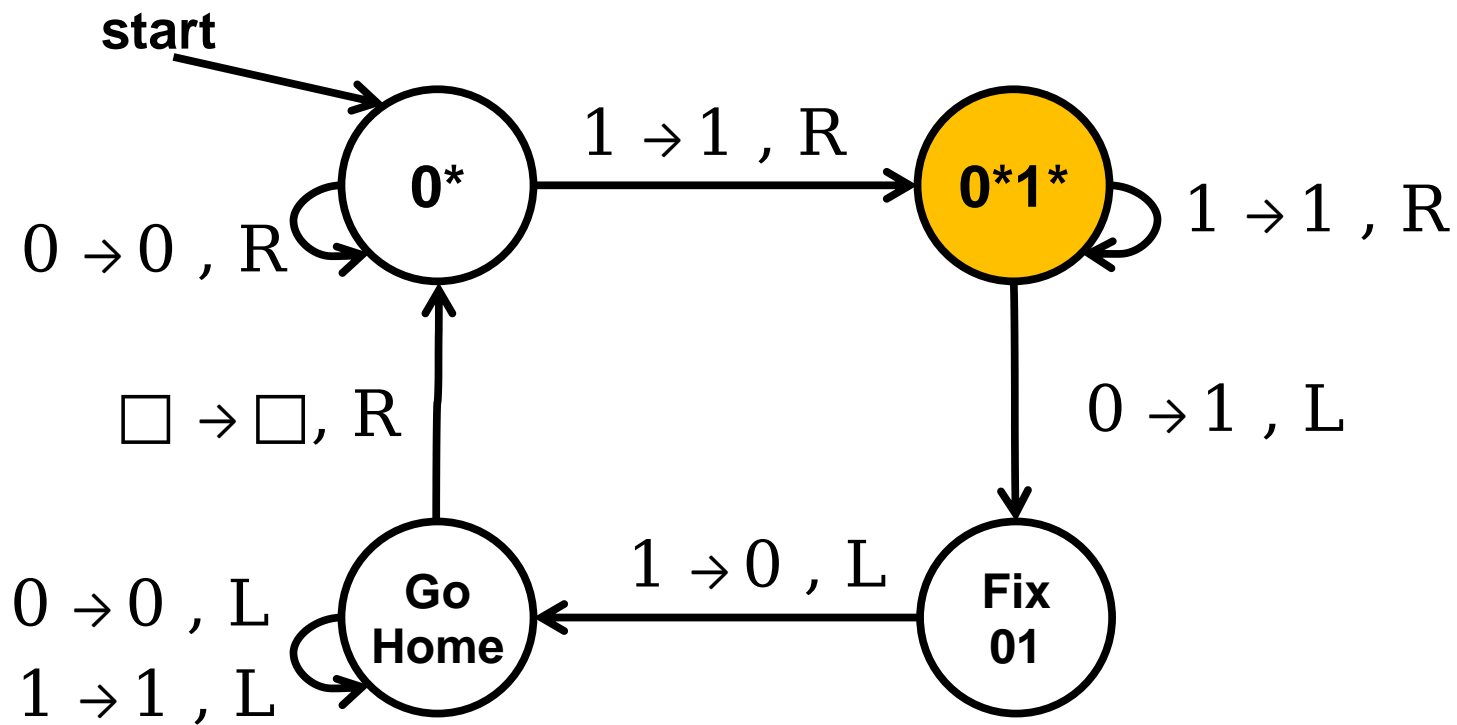 start
1 → 1 , R
0*
0*1*
1 → 1 , R
0 → 0 , R
□ → □, R
0 → 1 , L
1 → 0 , L
Go
Home
Fix
01
0 → 0 , L
1 → 1 , L